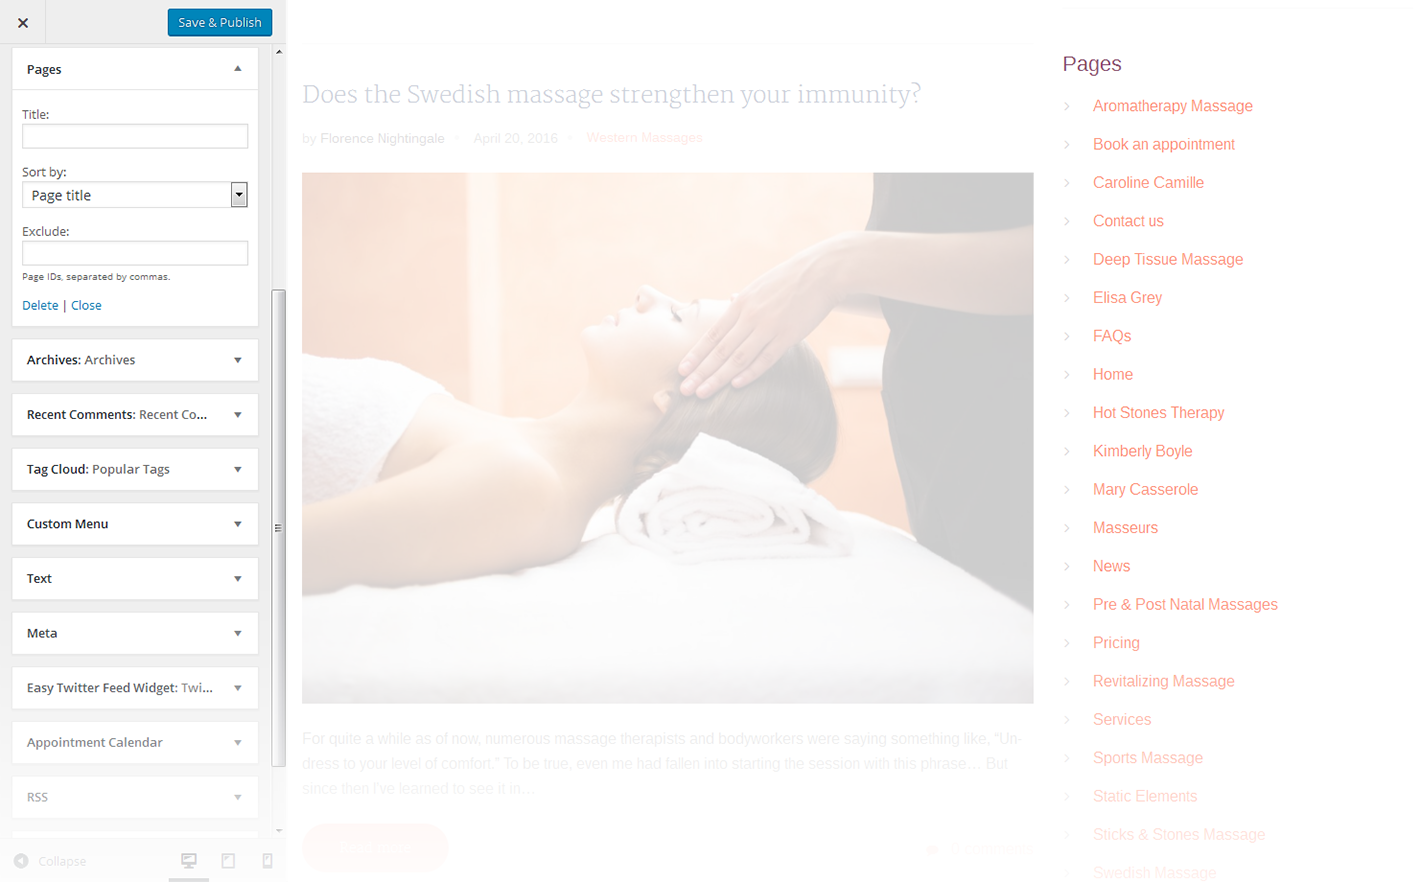 Save & Publish
Pages
Title:
Sort by:
Page title
Exclude:
Page IDs, separated by commas.
Delete | Close
Archives: Archives
Recent Comments: Recent Co...
Tag Cloud: Popular Tags
Custom Menu
Text
Meta
Easy Twitter Feed Widget: Twi...
Appointment Calendar
RSS
Collapse
Does the Swedish massage strengthen your immunity?
by Florence Nightingale April 20, 2016 Western Massages
For quite a while as of now, numerous massage therapists and bodyworkers were saying something like, “Un-
dress to your level of comfort.” To be true, even me had fallen into starting the session with this phrase… But
since then I've learned to see it in…
0 comments
Pages
Aromatherapy Massage
Book an appointment
Caroline Camille
Contact us
Deep Tissue Massage
Elisa Grey
FAQs
Home
Hot Stones Therapy
Kimberly Boyle
Mary Casserole
Masseurs
News
Pre & Post Natal Massages
Pricing
Revitalizing Massage
Services
Sports Massage
Static Elements
Sticks & Stones Massage
Swedish Massage